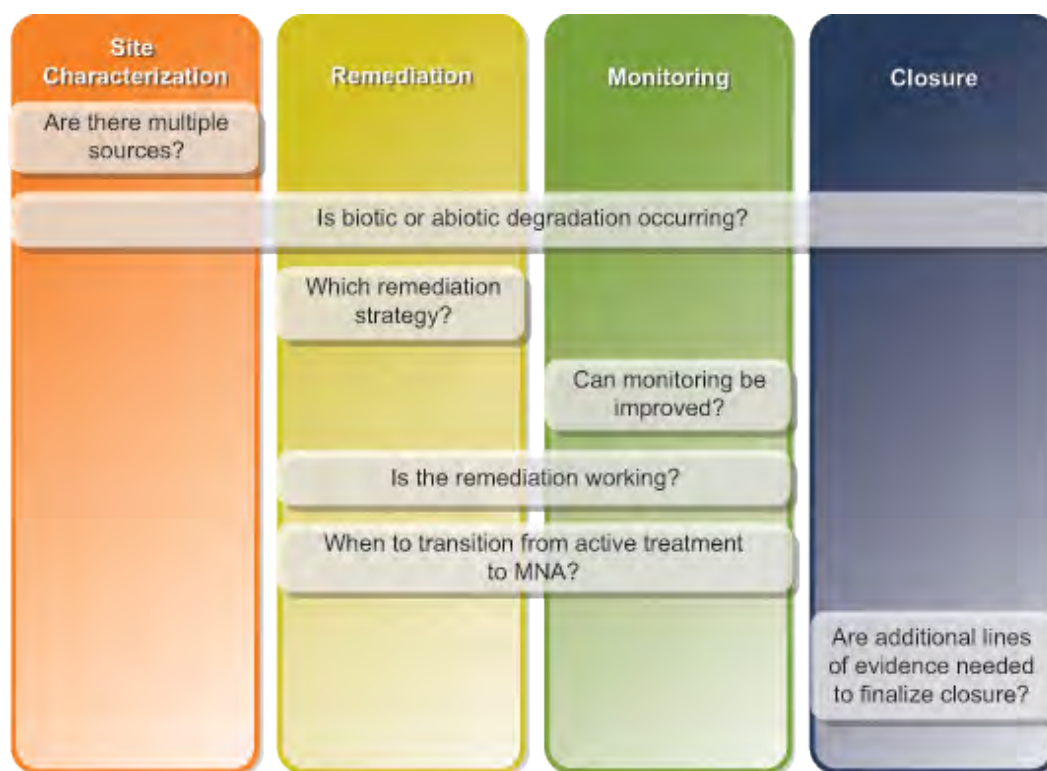 Site
Characterization
Remediation
Monitoring
Closure
Are there multiple
sources?
Is biotic or abiotic degradation occurring?
Which remediation
strategy?
Can monitoring be
improved?
Is the remediation working?
When to transition from active treatment
to MNA?
Are additional lines
of evidence needed
to finalize closure?